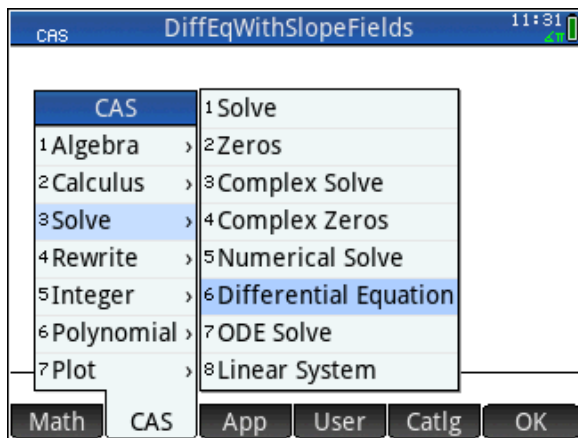 CAS DiffEqWithSlopeFields 11:31
∡π
CAS
1 Algebra ›
2 Calculus ›
3 Solve ›
4 Rewrite ›
5 Integer ›
6 Polynomial ›
7 Plot ›
1 Solve
2 Zeros
3 Complex Solve
4 Complex Zeros
5 Numerical Solve
6 Differential Equation
7 ODE Solve
8 Linear System
Math CAS App User Catlg OK